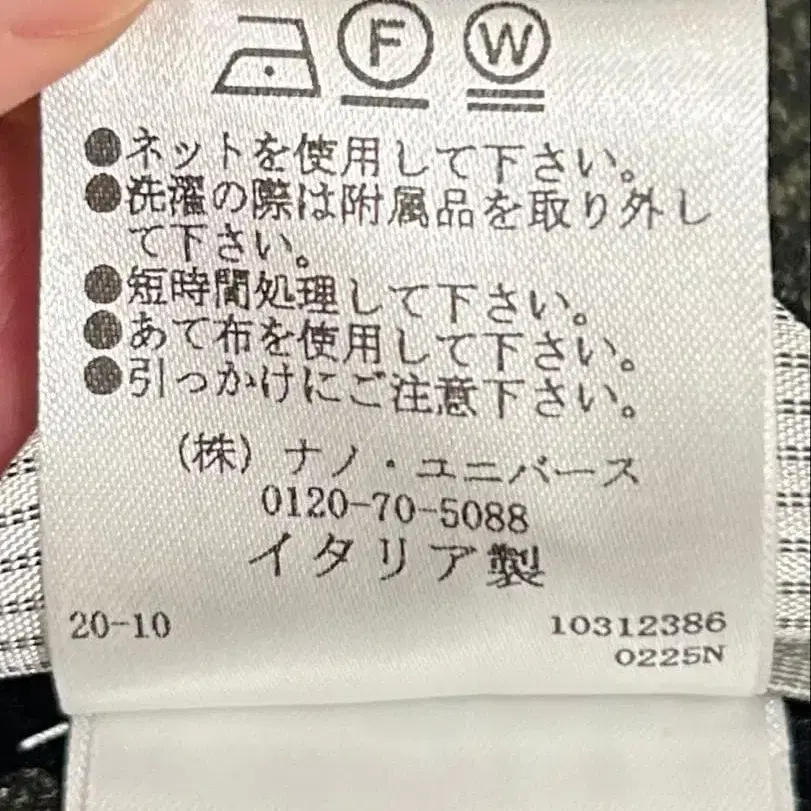 F W
●ネットを使用して下さい。
●洗濯の際は附属品を取り外し
て下さい。
●短時間処理して下さい。
●あて布を使用して下さい。
●引っかけにご注意下さい。
(株) ナノ・ユニバース
0120-70-5088
イタリア製
20-10 10312386
0225N